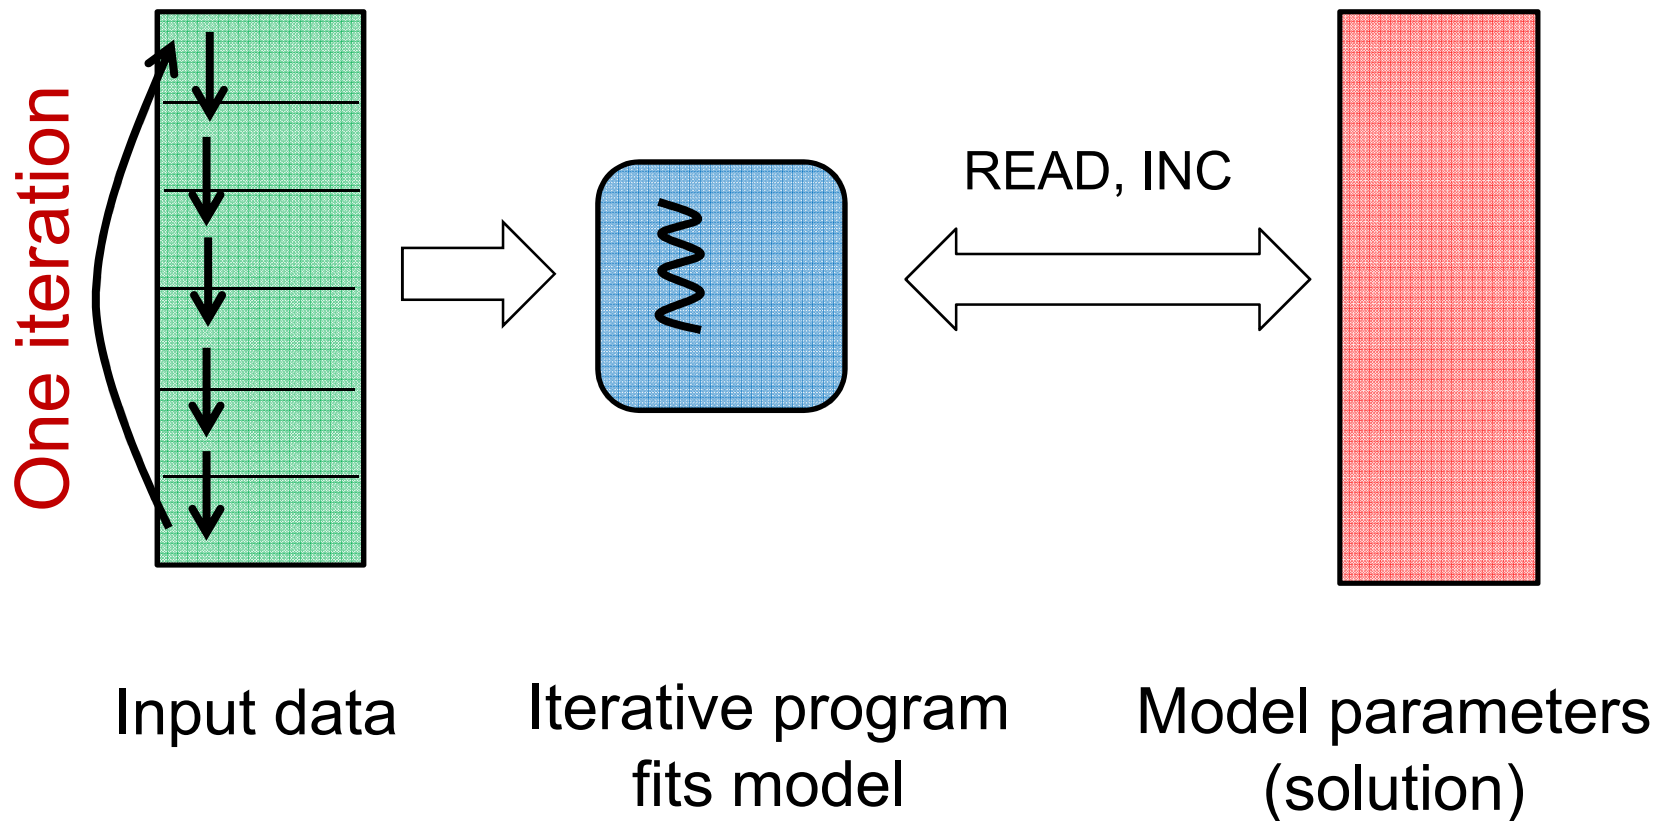 One iteration
READ, INC
Input data
Iterative program
fits model
Model parameters
(solution)